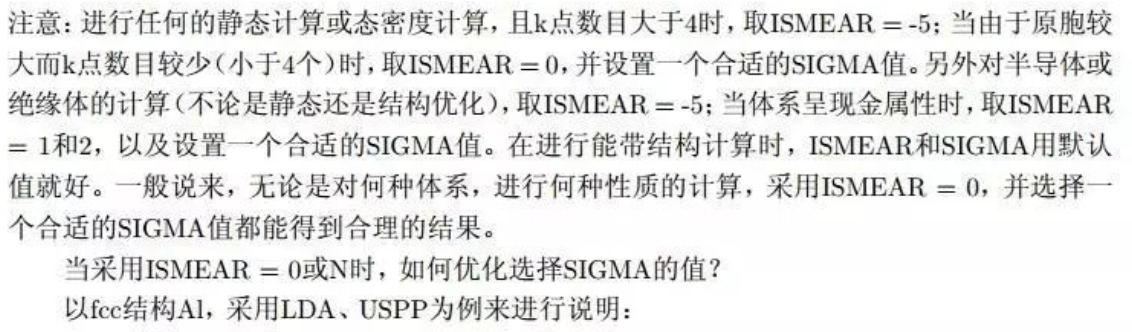 注意：进行任何的静态计算或态密度计算，且k点数目大于4时，取ISMEAR = -5；当由于原胞较
大而k点数目较少（小于4个）时，取ISMEAR = 0，并设置一个合适的SIGMA值。另外对半导体或
绝缘体的计算（不论是静态还是结构优化），取ISMEAR = -5；当体系呈现金属性时，取ISMEAR
= 1和2，以及设置一个合适的SIGMA值。在进行能带结构计算时，ISMEAR和SIGMA用默认
值就好。一般说来，无论是对何种体系，进行何种性质的计算，采用ISMEAR = 0，并选择一
个合适的SIGMA值都能得到合理的结果。
当采用ISMEAR = 0或N时，如何优化选择SIGMA的值？
以fcc结构Al，采用LDA、USPP为例来进行说明：